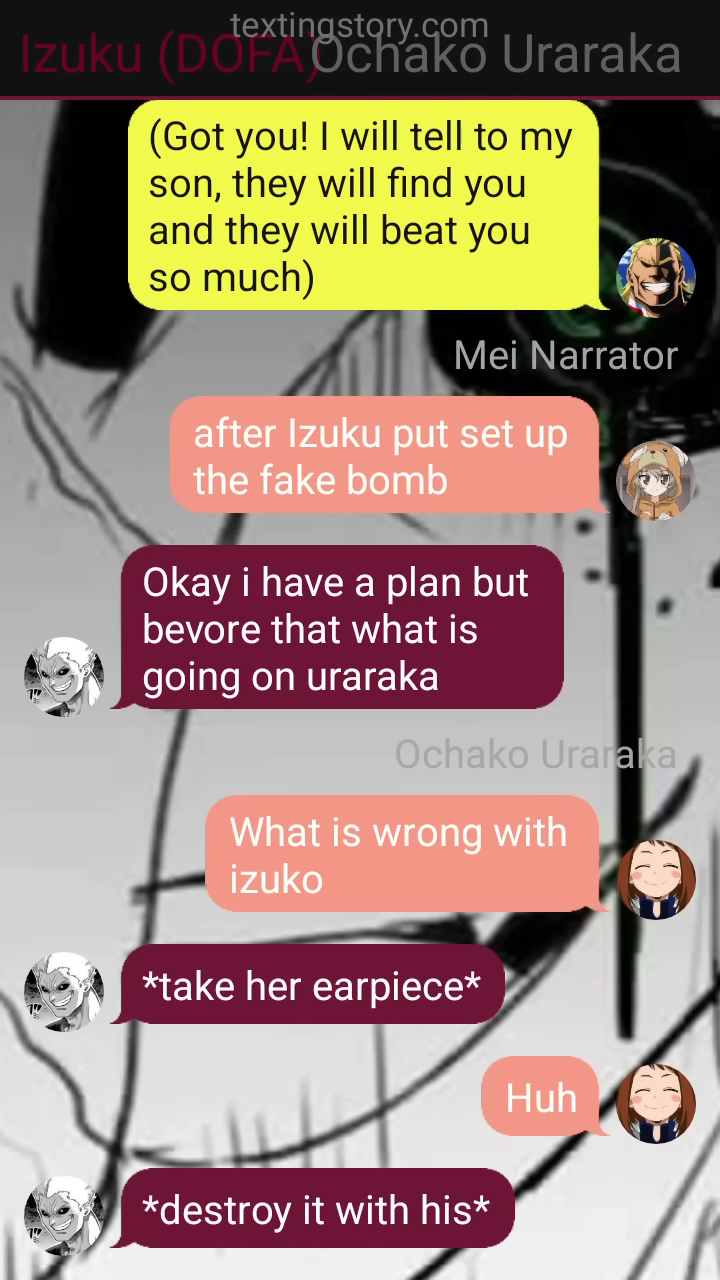 textingstory.com
Izuku (DOFA)
Ochako Uraraka
(Got you! I will tell to my
son, they will find you
and they will beat you
so much)
Mei Narrator
after Izuku put set up
the fake bomb
Okay i have a plan but
bevore that what is
going on uraraka
Ochako Uraraka
What is wrong with
izuko
*take her earpiece*
Huh
*destroy it with his*